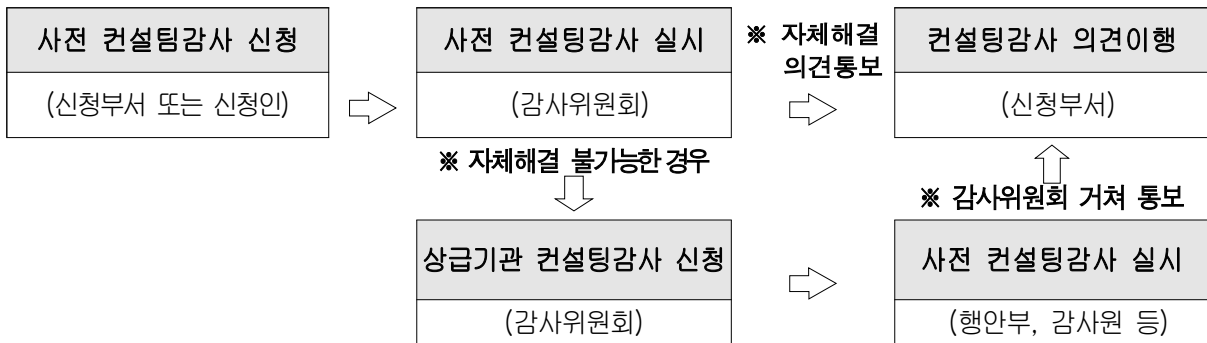 사전 컨설팀감사 신청
(신청부서 또는 신청인)
사전 컨설팅감사 실시
(감사위원회)
※ 자체해결
의견통보
컨설팅감사 의견이행
(신청부서)
※ 자체해결 불가능한 경우
※ 감사위원회 거쳐 통보
상급기관 컨설팅감사 신청
(감사위원회)
사전 컨설팅감사 실시
(행안부, 감사원 등)